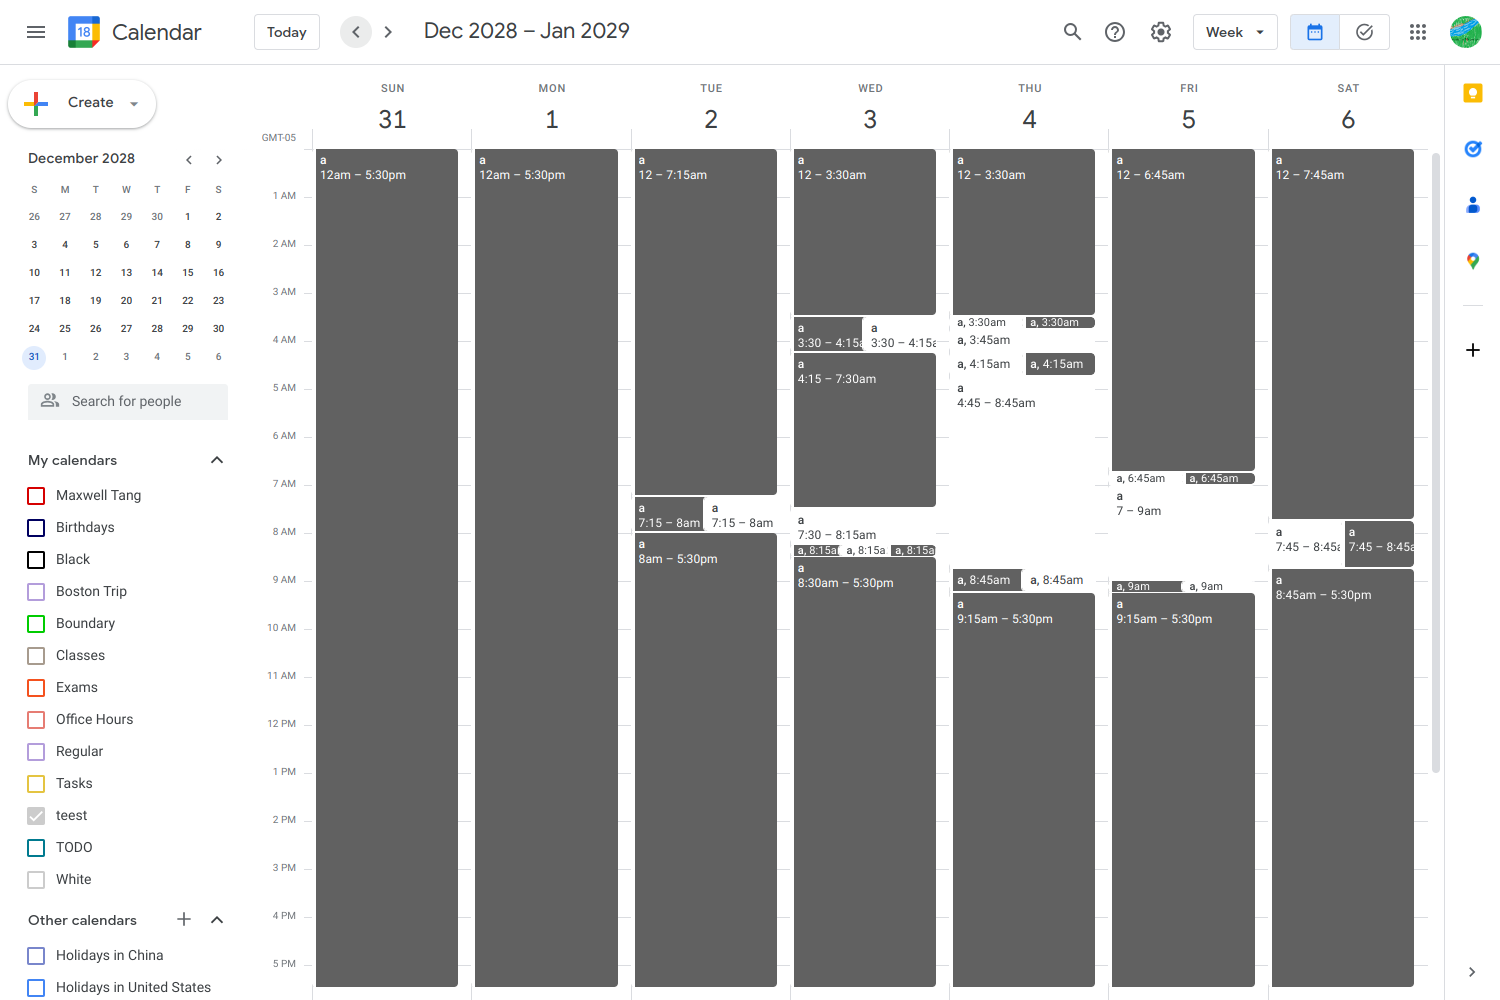 18 Calendar Today Dec 2028 – Jan 2029 Week
Create
December 2028
S M T W T F S
26 27 28 29 30 1 2
3 4 5 6 7 8 9
10 11 12 13 14 15 16
17 18 19 20 21 22 23
24 25 26 27 28 29 30
31 1 2 3 4 5 6
Search for people
My calendars
Maxwell Tang
Birthdays
Black
Boston Trip
Boundary
Classes
Exams
Office Hours
Regular
Tasks
teest
TODO
White
Other calendars
Holidays in China
Holidays in United States
GMT-05
SUN
31
MON
1
TUE
2
WED
3
THU
4
FRI
5
SAT
6
1 AM
2 AM
3 AM
4 AM
5 AM
6 AM
7 AM
8 AM
9 AM
10 AM
11 AM
12 PM
1 PM
2 PM
3 PM
4 PM
5 PM
a
12am – 5:30pm
a
12am – 5:30pm
a
12 – 7:15am
a
7:15 – 8am
a
7:15 – 8am
a
8am – 5:30pm
a
12 – 3:30am
a
3:30 – 4:15a
a
3:30 – 4:15a
a
4:15 – 7:30am
a
7:30 – 8:15am
a, 8:15a
a, 8:15a
a, 8:15a
a
8:30am – 5:30pm
a
12 – 3:30am
a, 3:30am
a, 3:30am
a, 3:45am
a, 4:15am
a, 4:15am
a
4:45 – 8:45am
a, 8:45am
a, 8:45am
a
9:15am – 5:30pm
a
12 – 6:45am
a, 6:45am
a, 6:45am
a
7 – 9am
a, 9am
a, 9am
a
9:15am – 5:30pm
a
12 – 7:45am
a
7:45 – 8:45a
a
7:45 – 8:45a
a
8:45am – 5:30pm